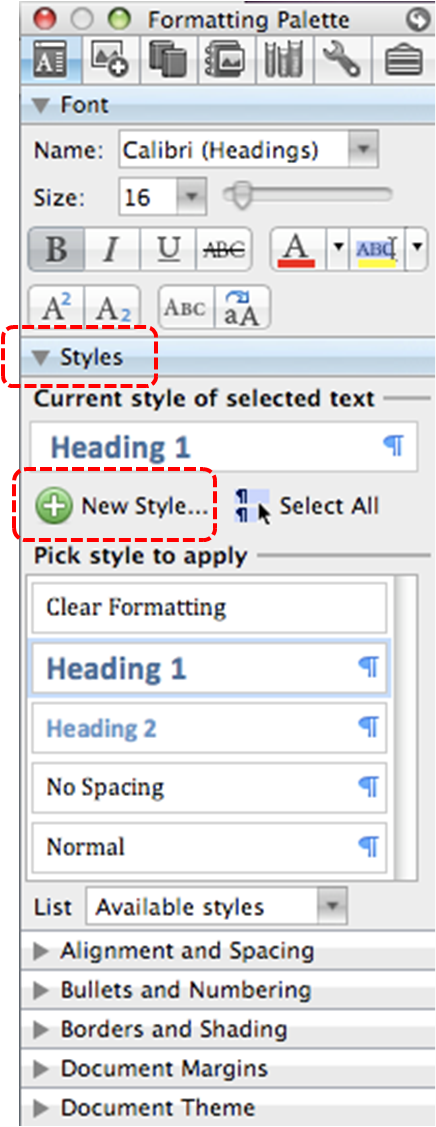 Formatting Palette
Font
Name: Calibri (Headings)
Size: 16
B I U ABC A ABC
A2 A2 ABC aA
Styles
Current style of selected text
Heading 1 ¶
New Style... ¶ ¶ Select All
Pick style to apply
Clear Formatting
Heading 1 ¶
Heading 2 ¶
No Spacing ¶
Normal ¶
List Available styles
Alignment and Spacing
Bullets and Numbering
Borders and Shading
Document Margins
Document Theme